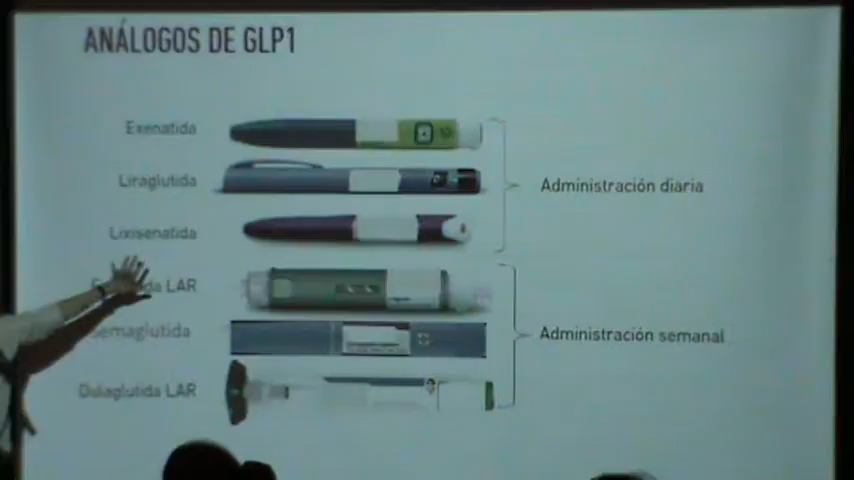 ANÁLOGOS DE GLP1
Exenatida
Liraglutida
Administración diaria
Lixisenatida
LAR
Semaglutida
Administración semanal
Dulaglutida LAR